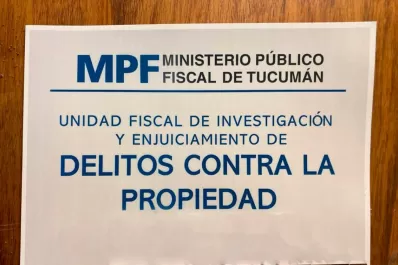 MPF MINISTERIO PÚBLICO
FISCAL DE TUCUMÁN
UNIDAD FISCAL DE INVESTIGACIÓN
Y ENJUICIAMIENTO DE
DELITOS CONTRA LA
PROPIEDAD